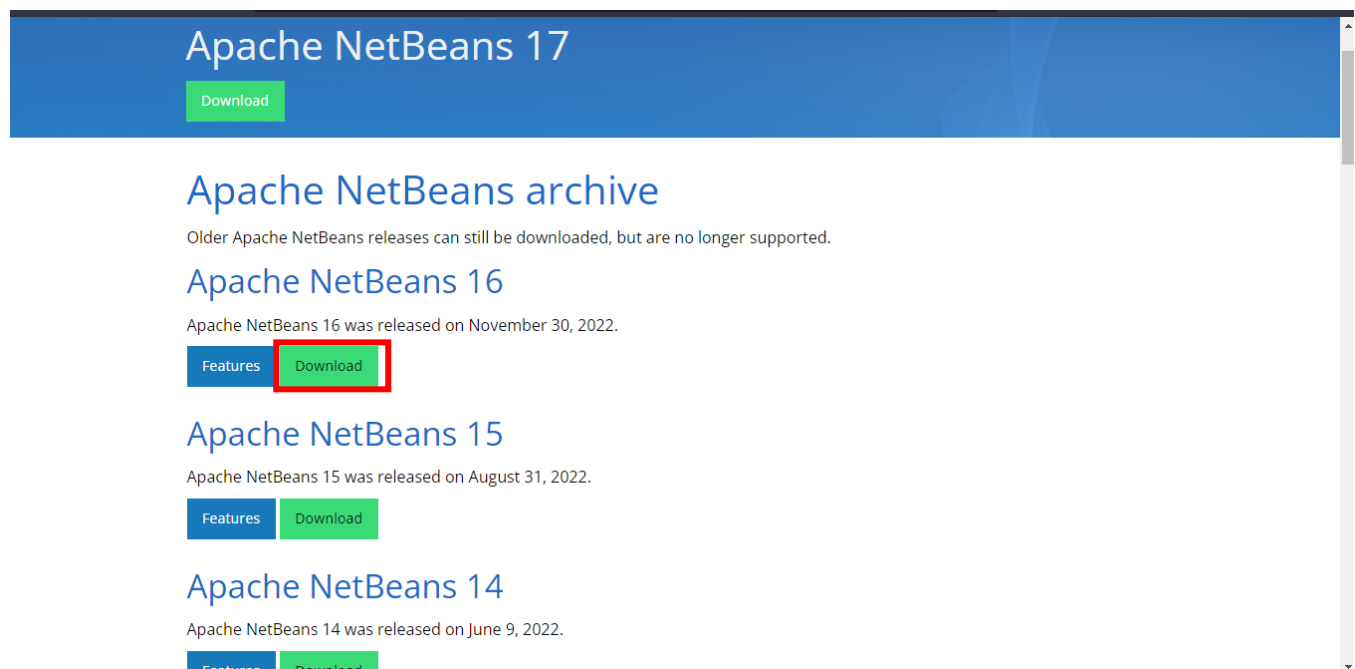 Apache NetBeans 17
Download
Apache NetBeans archive
Older Apache NetBeans releases can still be downloaded, but are no longer supported.
Apache NetBeans 16
Apache NetBeans 16 was released on November 30, 2022.
Features Download
Apache NetBeans 15
Apache NetBeans 15 was released on August 31, 2022.
Features Download
Apache NetBeans 14
Apache NetBeans 14 was released on June 9, 2022.
Features Download